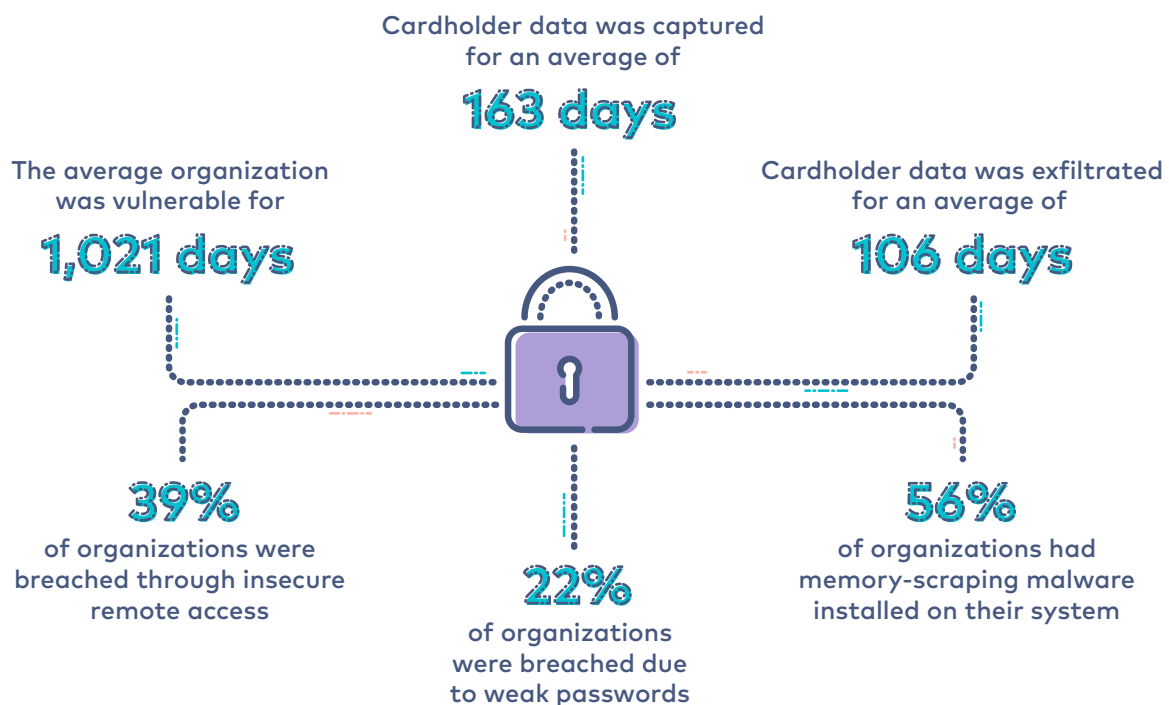 Cardholder data was captured
for an average of
163 days
The average organization
was vulnerable for
1,021 days
Cardholder data was exfiltrated
for an average of
106 days
39%
of organizations were
breached through insecure
remote access
22%
of organizations
were breached due
to weak passwords
56%
of organizations had
memory-scraping malware
installed on their system